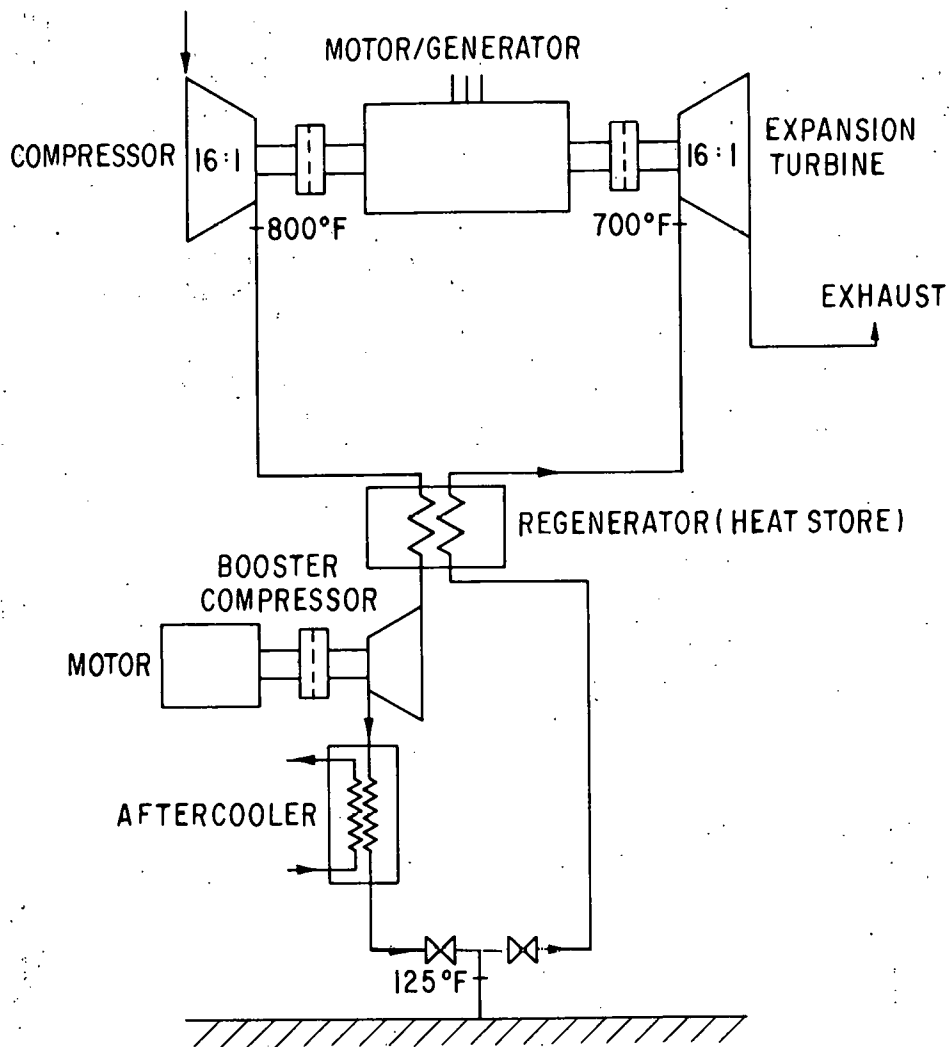 MOTOR/GENERATOR
COMPRESSOR
16:1
16:1
EXPANSION
TURBINE
800°F
700°F
EXHAUST
REGENERATOR(HEAT STORE)
BOOSTER
COMPRESSOR
MOTOR
AFTERCOOLER
125°F